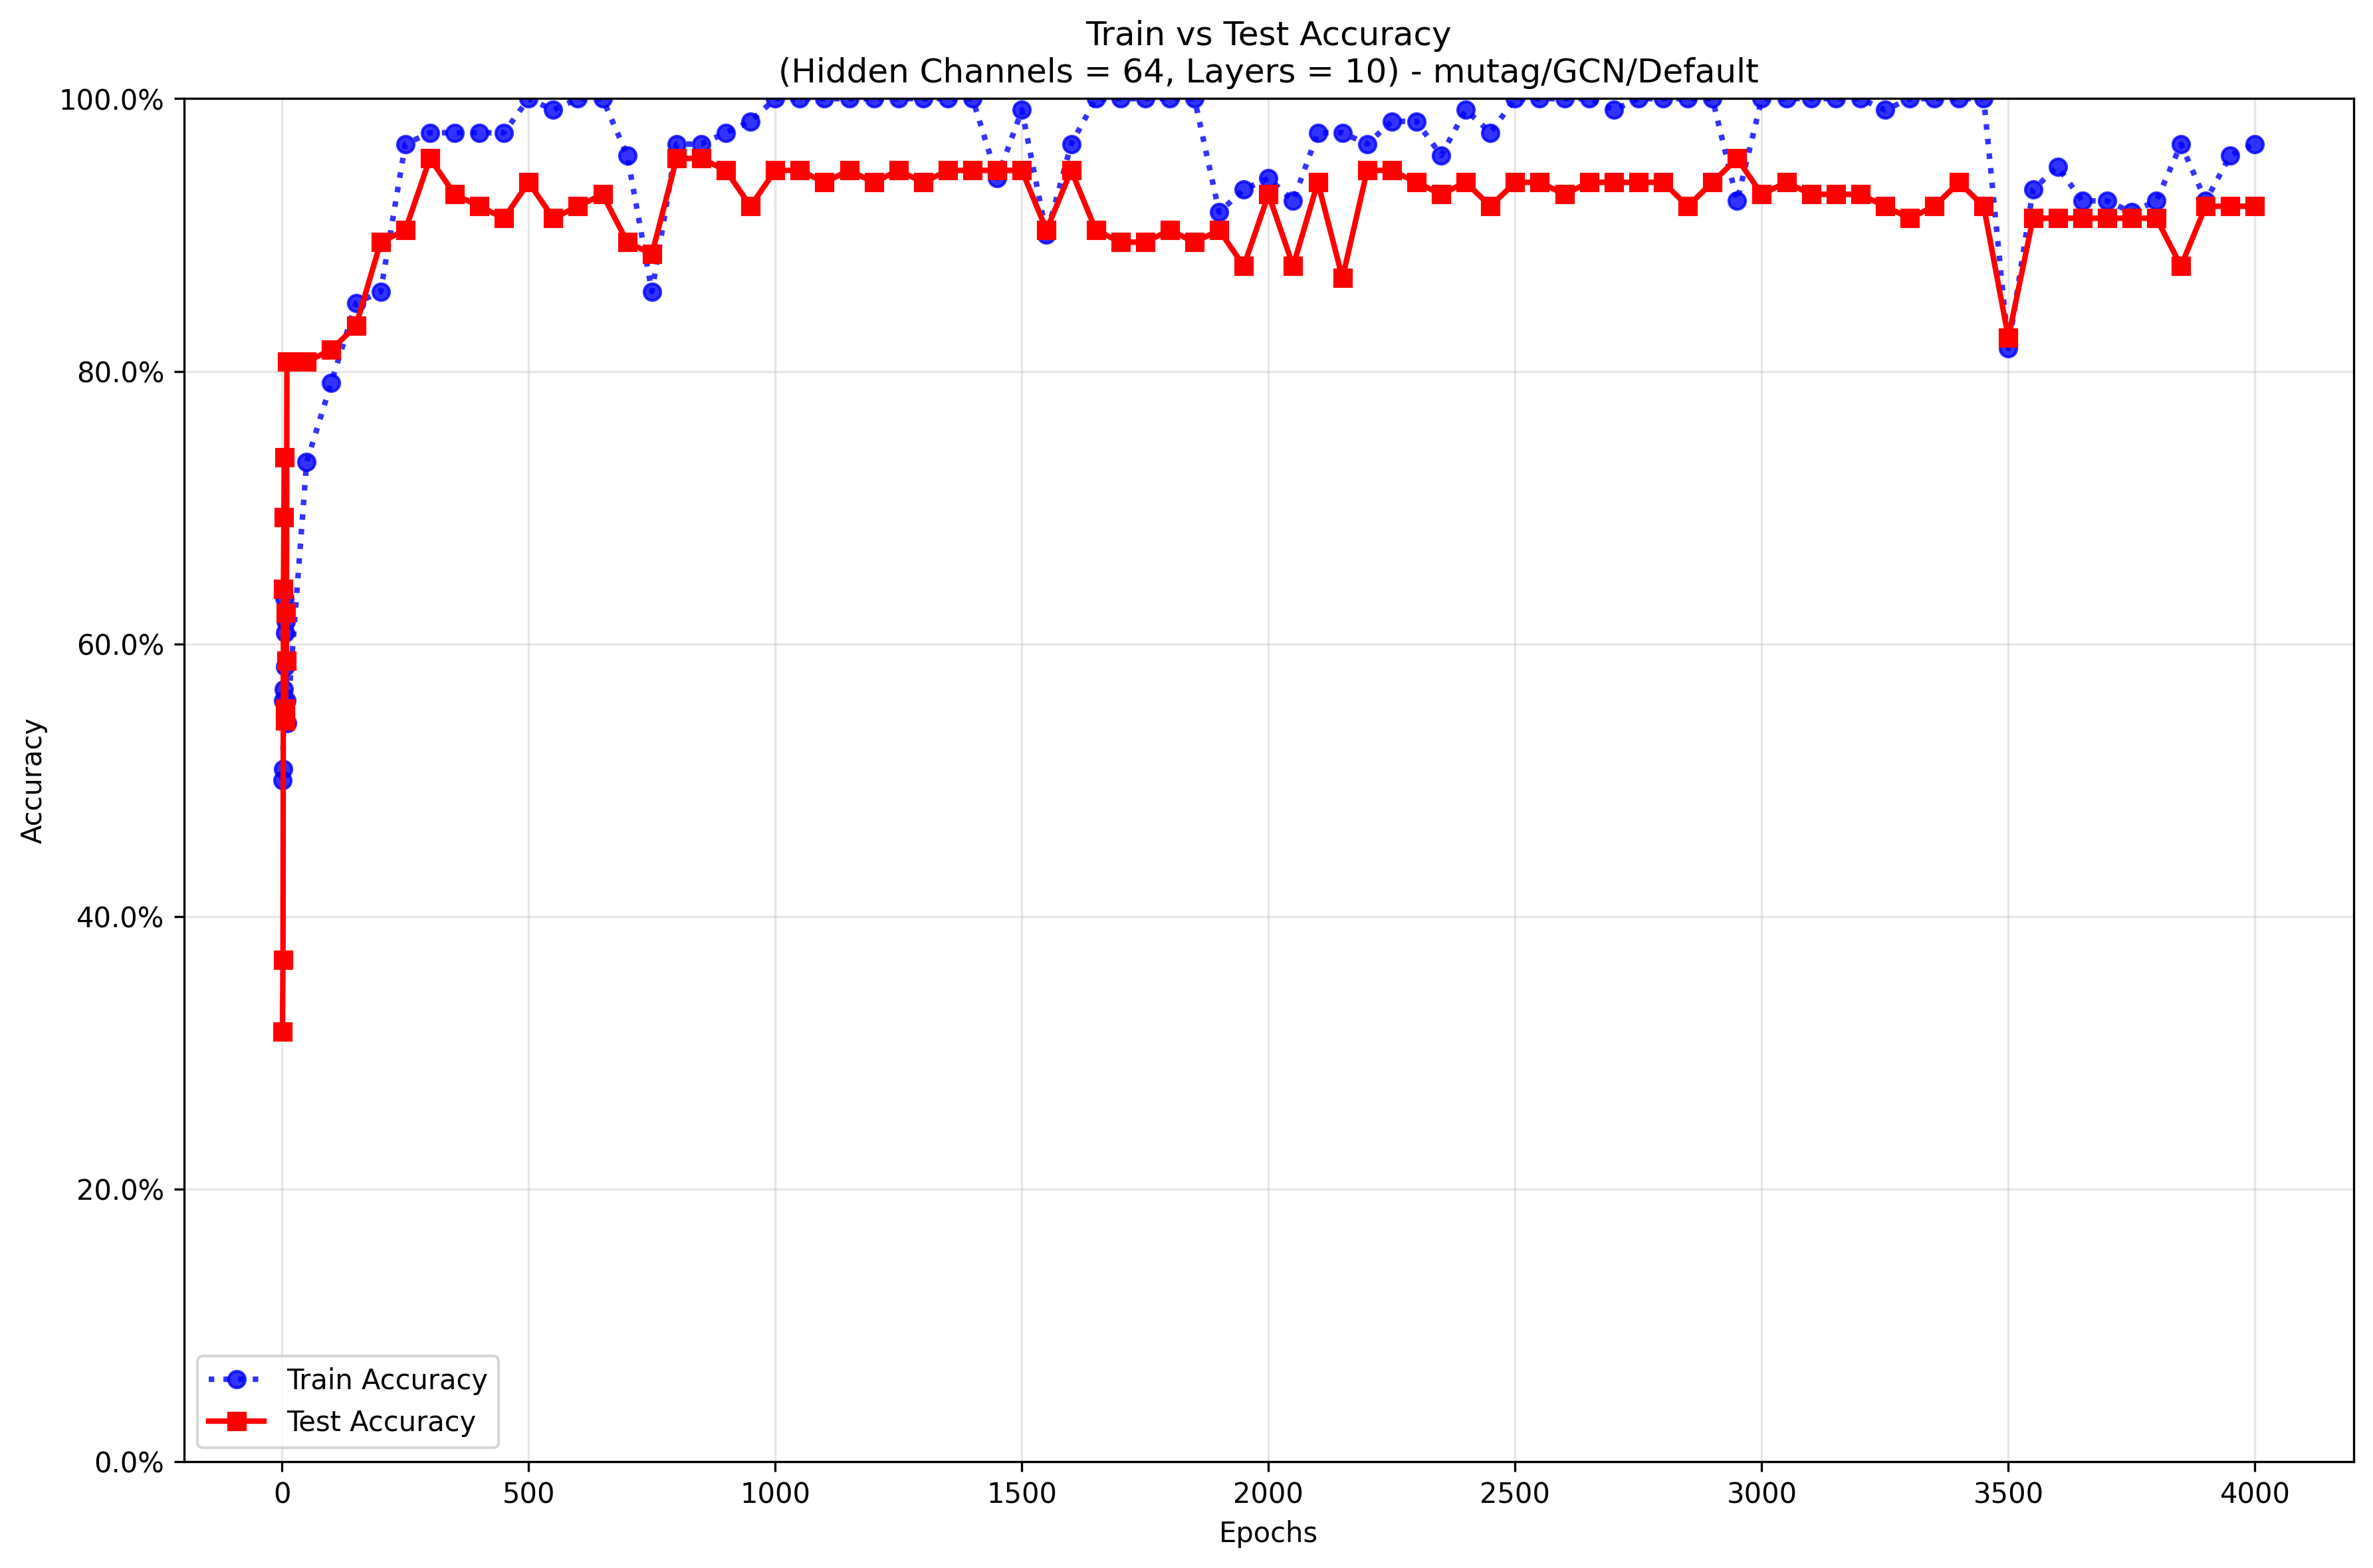 Train vs Test Accuracy
(Hidden Channels = 64, Layers = 10) - mutag/GCN/Default
100.0%
80.0%
60.0%
40.0%
20.0%
0.0%
Accuracy
Train Accuracy
Test Accuracy
0 500 1000 1500 2000 2500 3000 3500 4000
Epochs